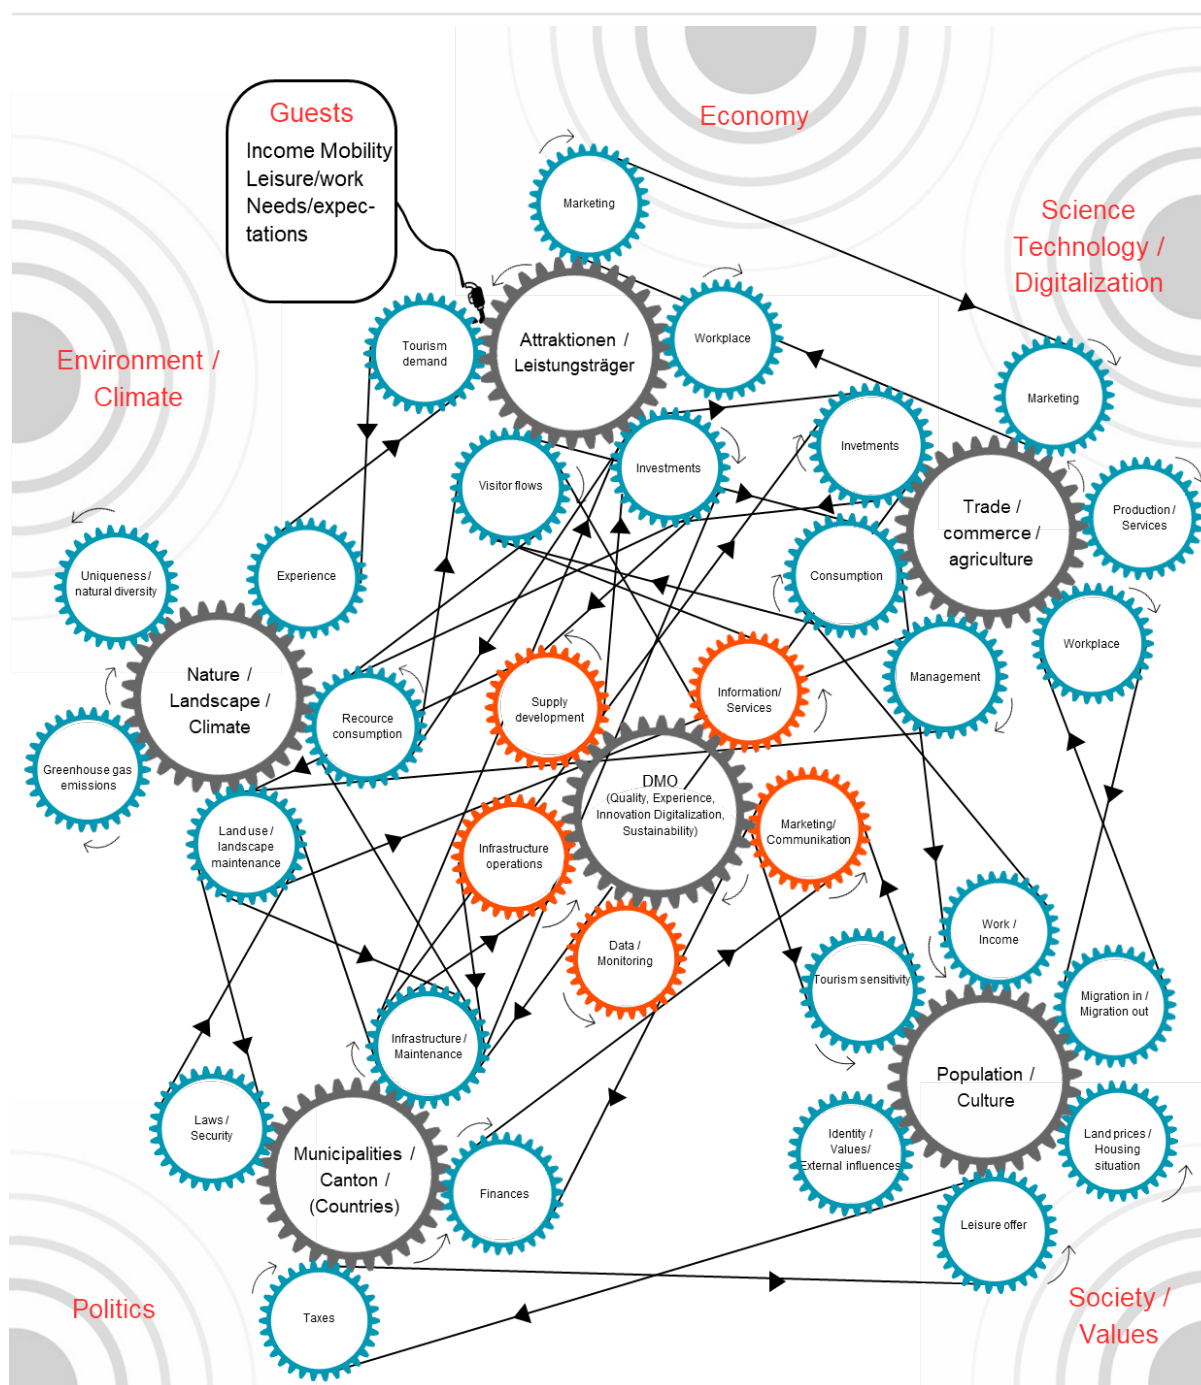 Guests
Income Mobility
Leisure/work
Needs/expec-
tations
Economy
Science
Technology /
Digitalization
Environment /
Climate
Marketing
Attraktionen /
Leistungsträger
Tourism
demand
Workplace
Visitor flows
Investments
Invetments
Marketing
Trade /
commerce /
agriculture
Production /
Services
Consumption
Workplace
Management
Uniqueness /
natural diversity
Experience
Nature /
Landscape /
Climate
Recource
consumption
Greenhouse gas
emissions
Land use /
landscape
maintenance
Supply
development
Information/
Services
DMO
(Quality, Experience,
Innovation Digitalization,
Sustainability)
Infrastructure
operations
Marketing/
Communikation
Data /
Monitoring
Work /
Income
Tourism sensitivity
Migration in /
Migration out
Population /
Culture
Identity /
Values/
External influences
Land prices /
Housing
situation
Leisure offer
Infrastructure /
Maintenance
Laws /
Security
Municipalities /
Canton /
(Countries)
Finances
Taxes
Politics
Society /
Values